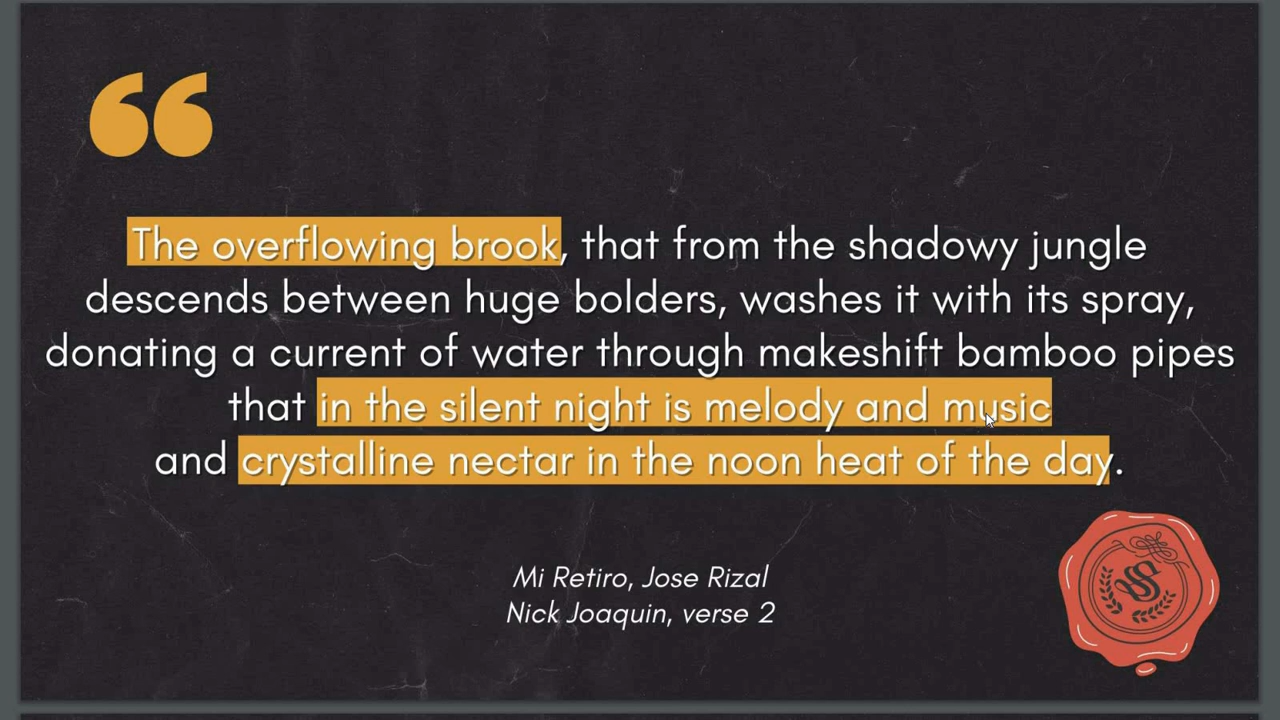 The overflowing brook, that from the shadowy jungle
descends between huge bolders, washes it with its spray,
donating a current of water through makeshift bamboo pipes
that in the silent night is melody and music
and crystalline nectar in the noon heat of the day.
Mi Retiro, Jose Rizal
Nick Joaquin, verse 2